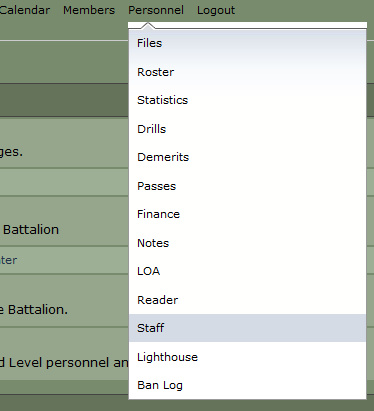 Calendar Members Personnel Logout
Files
Roster
Statistics
Drills
ges.
Demerits
Passes
Finance
Battalion
Notes
ter
LOA
Reader
e Battalion.
Staff
Lighthouse
d Level personnel an
Ban Log